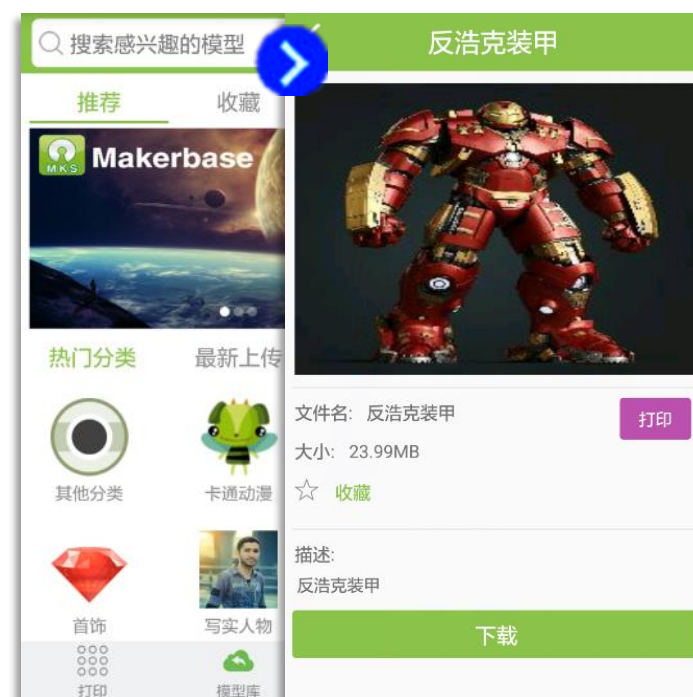 搜索感兴趣的模型
推荐
收藏
MKS
Makerbase
热门分类
最新上传
其他分类
卡通动漫
首饰
写实人物
打印
模型库
反浩克装甲
文件名: 反浩克装甲
打印
大小: 23.99MB
收藏
描述:
反浩克装甲
下载